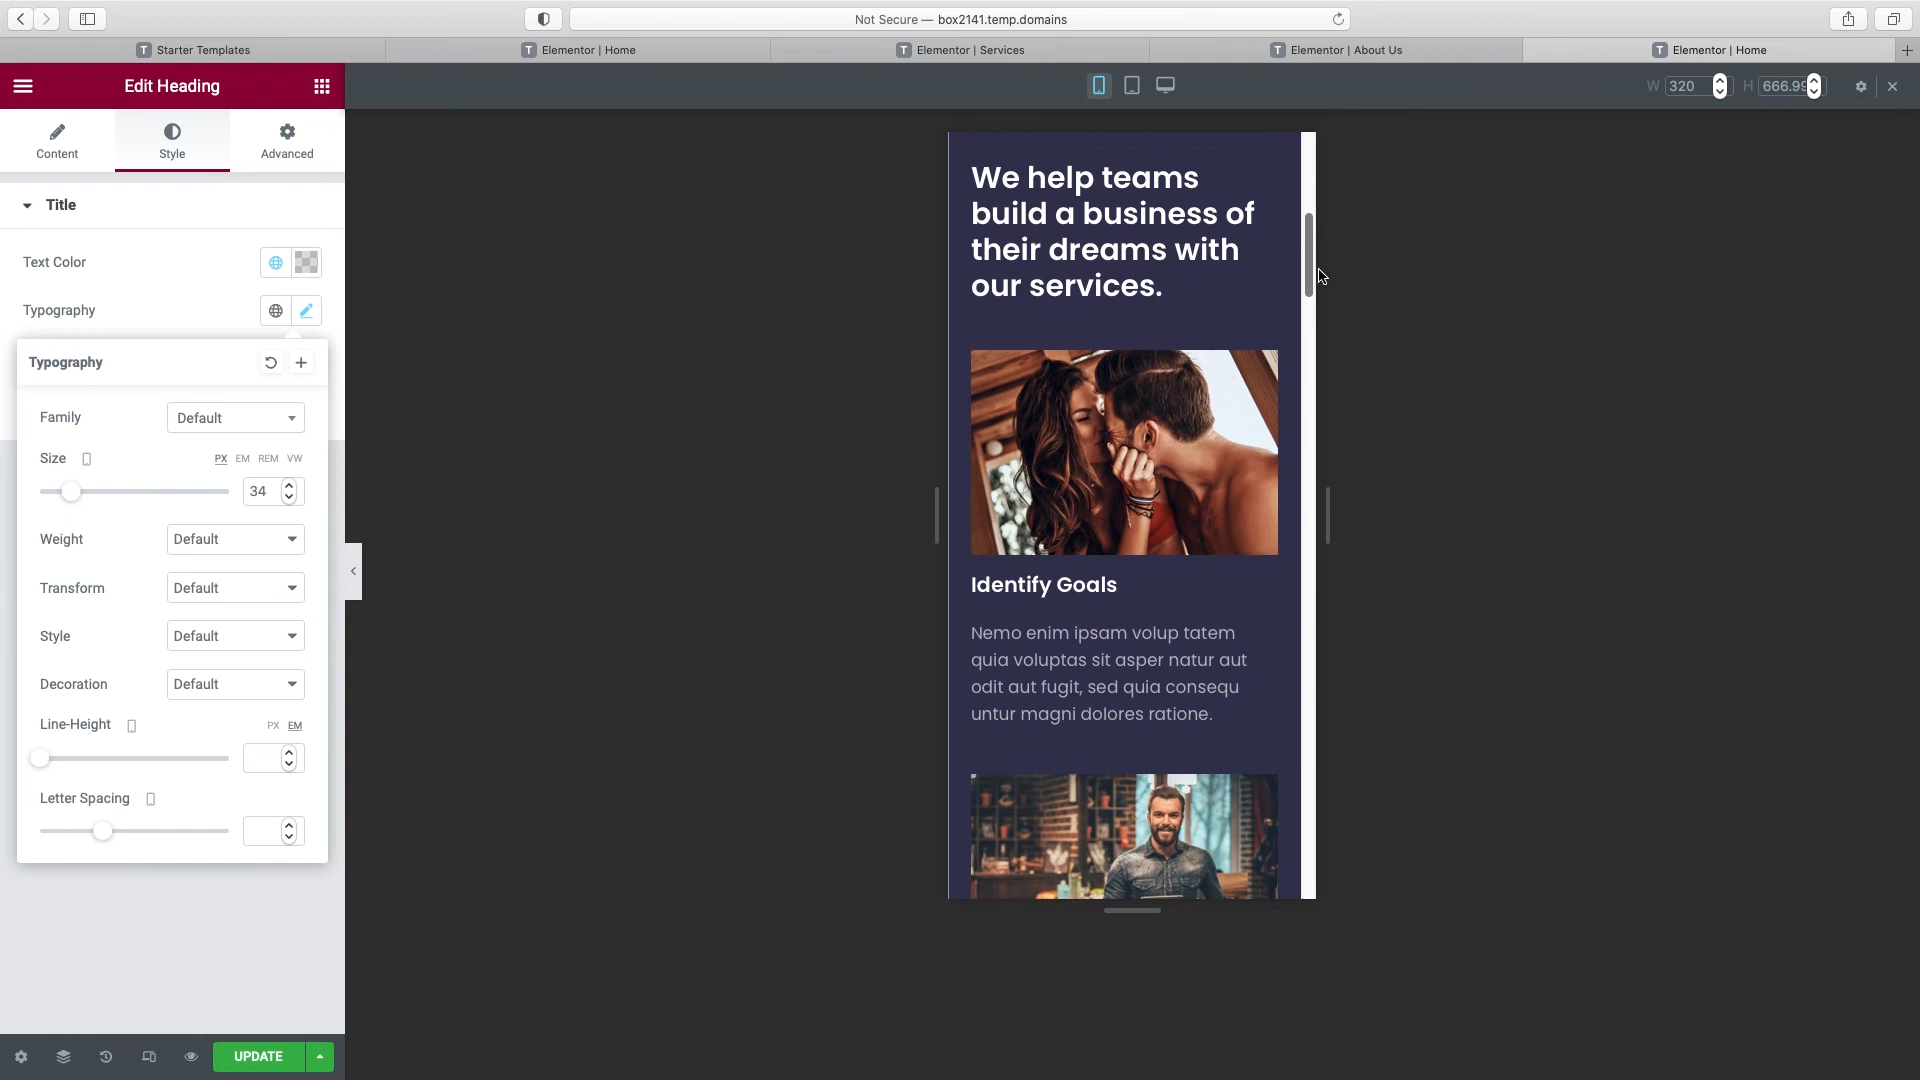 Not Secure — box2141.temp.domains
Starter Templates
Elementor | Home
Elementor | Services
Elementor | About Us
Elementor | Home
Edit Heading
W 320
H 666.99
Content
Style
Advanced
Title
Text Color
Typography
Typography
Family
Default
Size
PX EM REM VW
34
Weight
Default
Transform
Default
Style
Default
Decoration
Default
Line-Height
PX EM
Letter Spacing
UPDATE
We help teams
build a business of
their dreams with
our services.
Identify Goals
Nemo enim ipsam volup tatem
quia voluptas sit asper natur aut
odit aut fugit, sed quia consequ
untur magni dolores ratione.